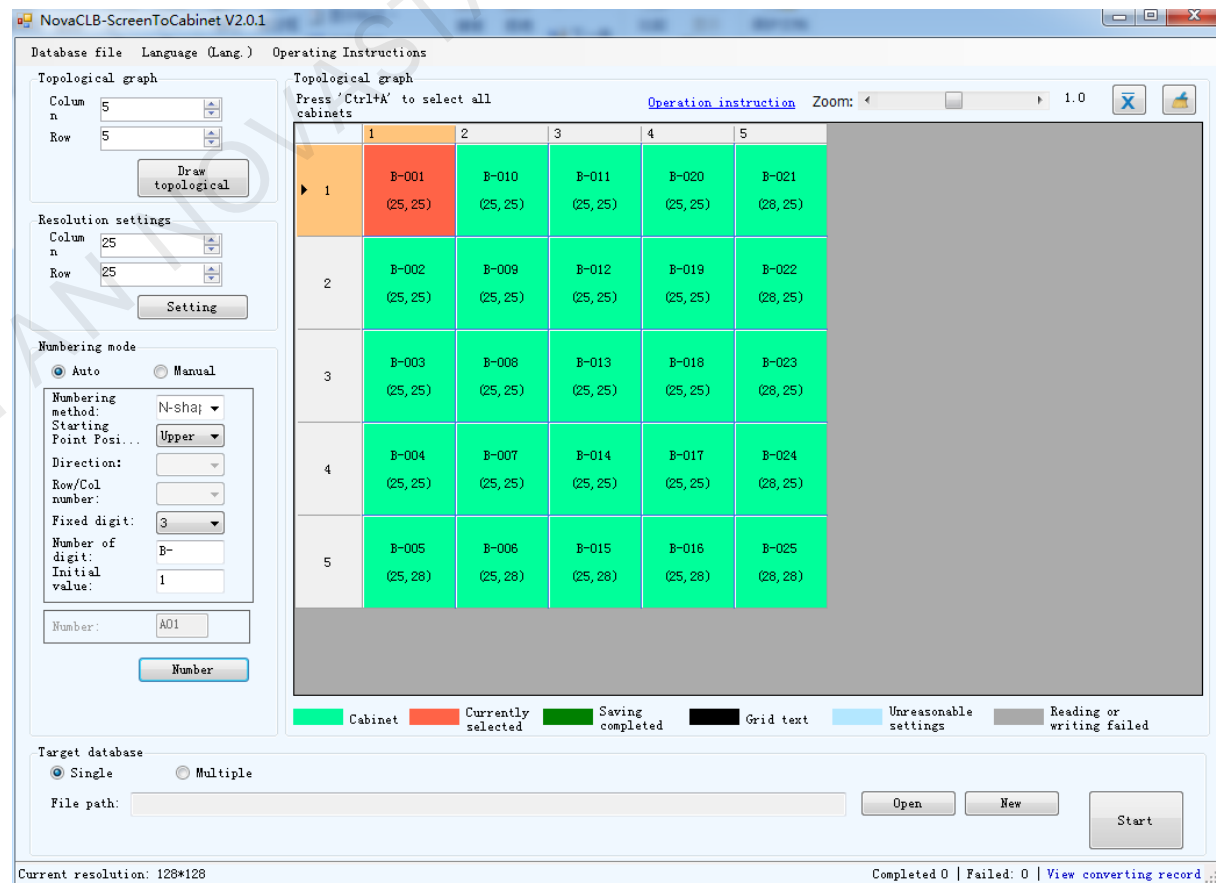 NovaCLB-ScreenToCabinet V2.0.1
Database file Language (Lang.) Operating Instructions
Topological graph
Colum
n
5
Row 5
Draw
topological
Resolution settings
Colum
n
25
Row 25
Setting
Numbering mode
Auto Manual
Numbering
method:
N-shap
Starting
Point Posi...
Upper
Direction:
Row/Col
number:
Fixed digit: 3
Number of
digit:
B-
Initial
value:
1
Number: A01
Number
Topological graph
Press 'Ctrl+A' to select all
cabinets
Operation instruction Zoom: 1.0
1 2 3 4 5
1 B-001 B-010 B-011 B-020 B-021
(25, 25) (25, 25) (25, 25) (25, 25) (28, 25)
2 B-002 B-009 B-012 B-019 B-022
(25, 25) (25, 25) (25, 25) (25, 25) (28, 25)
3 B-003 B-008 B-013 B-018 B-023
(25, 25) (25, 25) (25, 25) (25, 25) (28, 25)
4 B-004 B-007 B-014 B-017 B-024
(25, 25) (25, 25) (25, 25) (25, 25) (28, 25)
5 B-005 B-006 B-015 B-016 B-025
(25, 28) (25, 28) (25, 28) (25, 28) (28, 28)
Cabinet
Currently
selected
Saving
completed
Grid text
Unreasonable
settings
Reading or
writing failed
Target database
Single Multiple
File path: Open New
Start
Current resolution: 128*128 Completed 0 | Failed: 0 | View converting record
AN NOVASTA